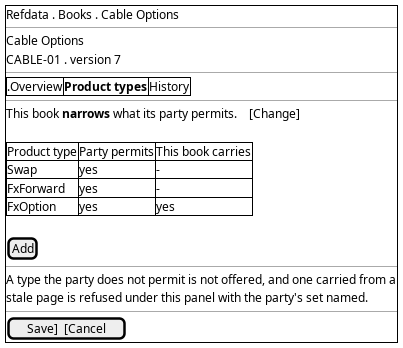 Refdata . Books . Cable Options
Cable Options
CABLE-01 . version 7
.Overview Product types History
This book narrows what its party permits. [Change]
Product type Party permits This book carries
Swap yes -
FxForward yes -
FxOption yes yes
Add
A type the party does not permit is not offered, and one carried from a
stale page is refused under this panel with the party's set named.
Save] [Cancel